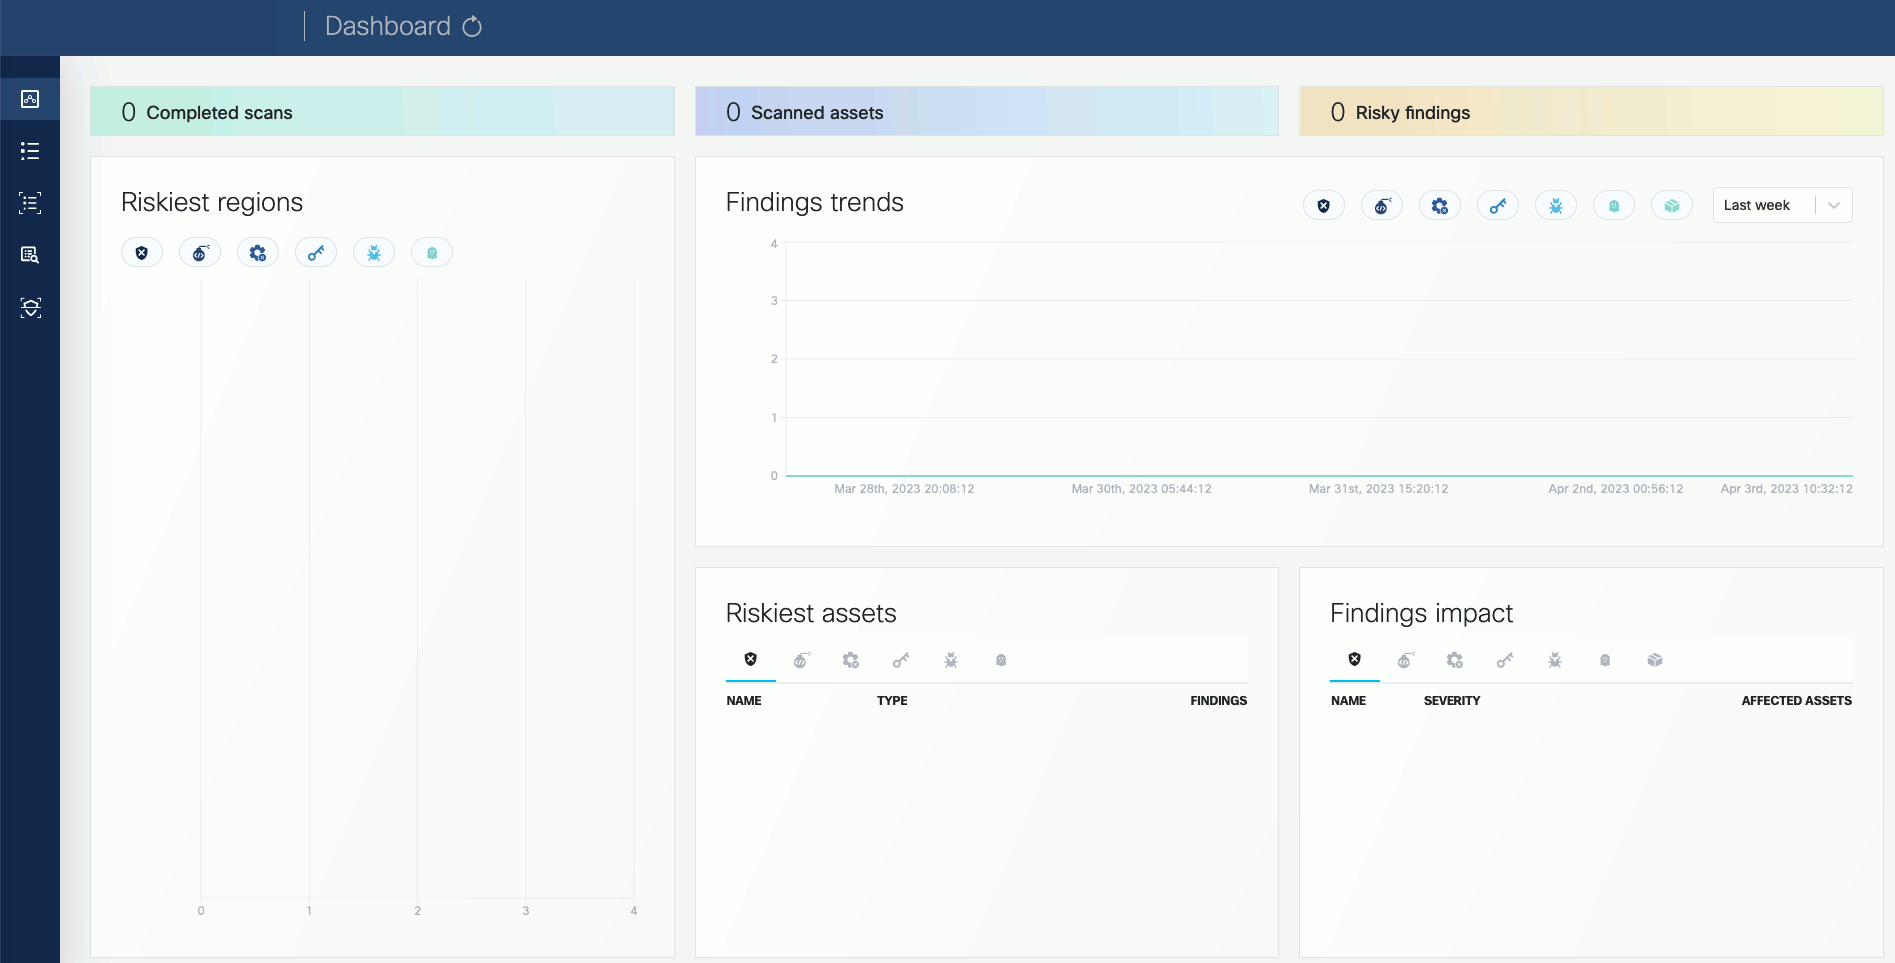 Dashboard
0 Completed scans
0 Scanned assets
0 Risky findings
Riskiest regions
0 1 2 3 4
Findings trends
Last week
4
3
2
1
0
Mar 28th, 2023 20:08:12 Mar 30th, 2023 05:44:12 Mar 31st, 2023 15:20:12 Apr 2nd, 2023 00:56:12 Apr 3rd, 2023 10:32:12
Riskiest assets
NAME TYPE FINDINGS
Findings impact
NAME SEVERITY AFFECTED ASSETS